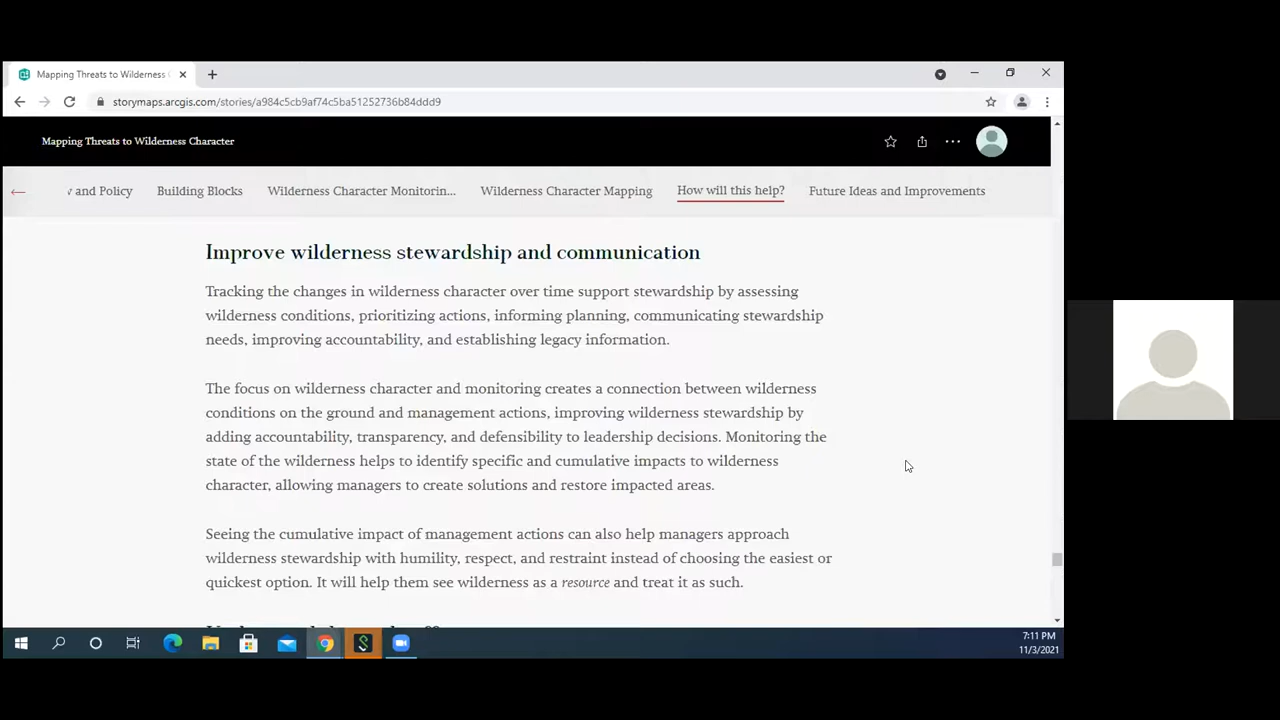 Mapping Threats to Wilderness C
storymaps.arcgis.com/stories/a984c5cb9af74c5ba51252736b84ddd9
Mapping Threats to Wilderness Character
and Policy
Building Blocks
Wilderness Character Monitorin...
Wilderness Character Mapping
How will this help?
Future Ideas and Improvements
Improve wilderness stewardship and communication
Tracking the changes in wilderness character over time support stewardship by assessing
wilderness conditions, prioritizing actions, informing planning, communicating stewardship
needs, improving accountability, and establishing legacy information.
The focus on wilderness character and monitoring creates a connection between wilderness
conditions on the ground and management actions, improving wilderness stewardship by
adding accountability, transparency, and defensibility to leadership decisions. Monitoring the
state of the wilderness helps to identify specific and cumulative impacts to wilderness
character, allowing managers to create solutions and restore impacted areas.
Seeing the cumulative impact of management actions can also help managers approach
wilderness stewardship with humility, respect, and restraint instead of choosing the easiest or
quickest option. It will help them see wilderness as a resource and treat it as such.
7:11 PM
11/3/2021